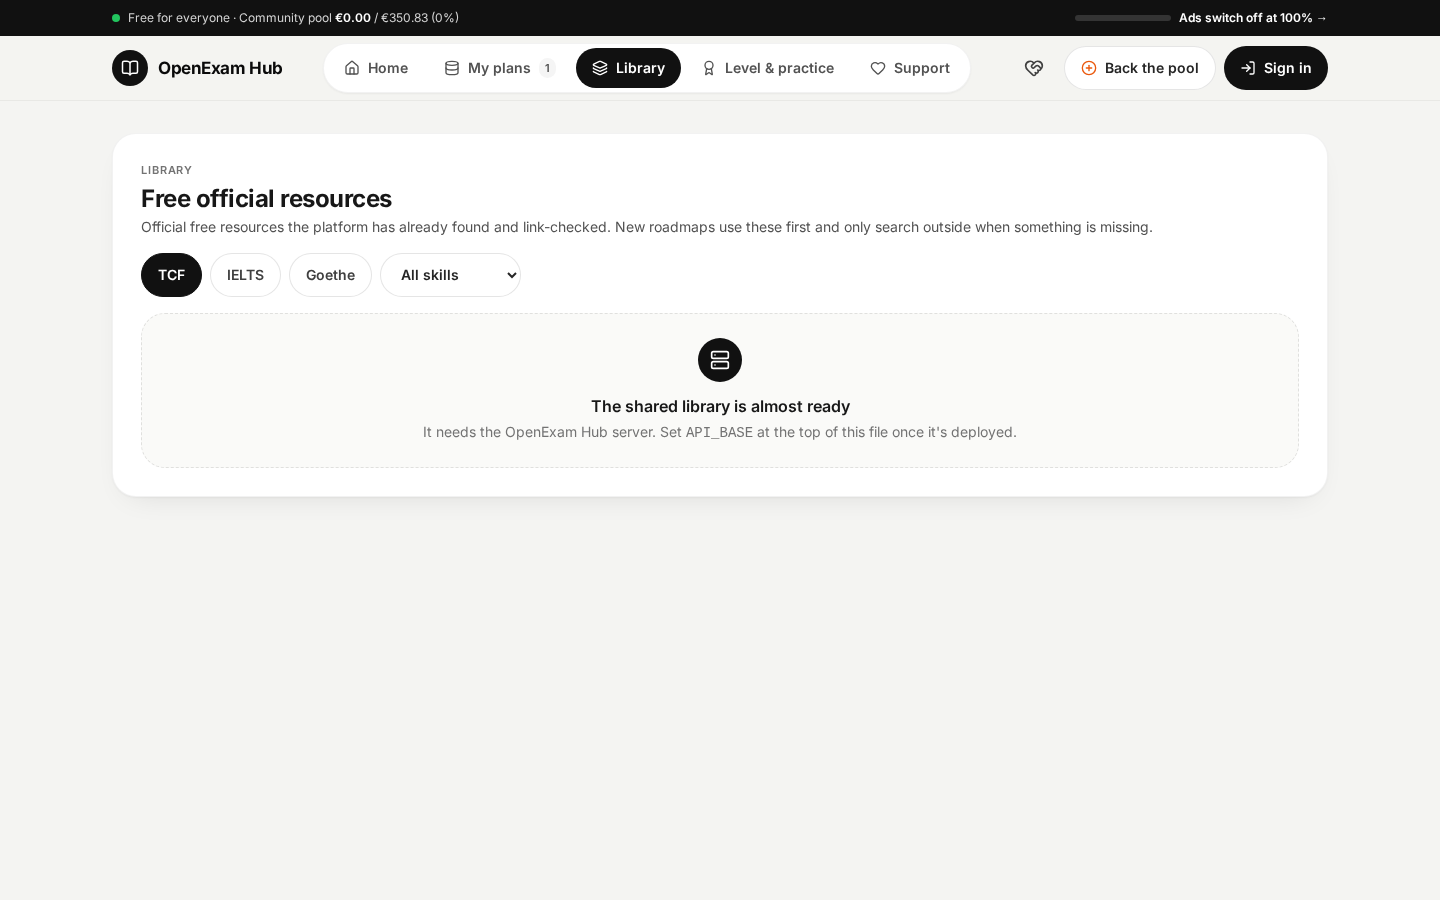 Free for everyone · Community pool €0.00 / €350.83 (0%)
Ads switch off at 100% →
OpenExam Hub
Home
My plans 1
Library
Level & practice
Support
Back the pool
Sign in
LIBRARY
Free official resources
Official free resources the platform has already found and link-checked. New roadmaps use these first and only search outside when something is missing.
TCF
IELTS
Goethe
All skills
The shared library is almost ready
It needs the OpenExam Hub server. Set API_BASE at the top of this file once it's deployed.